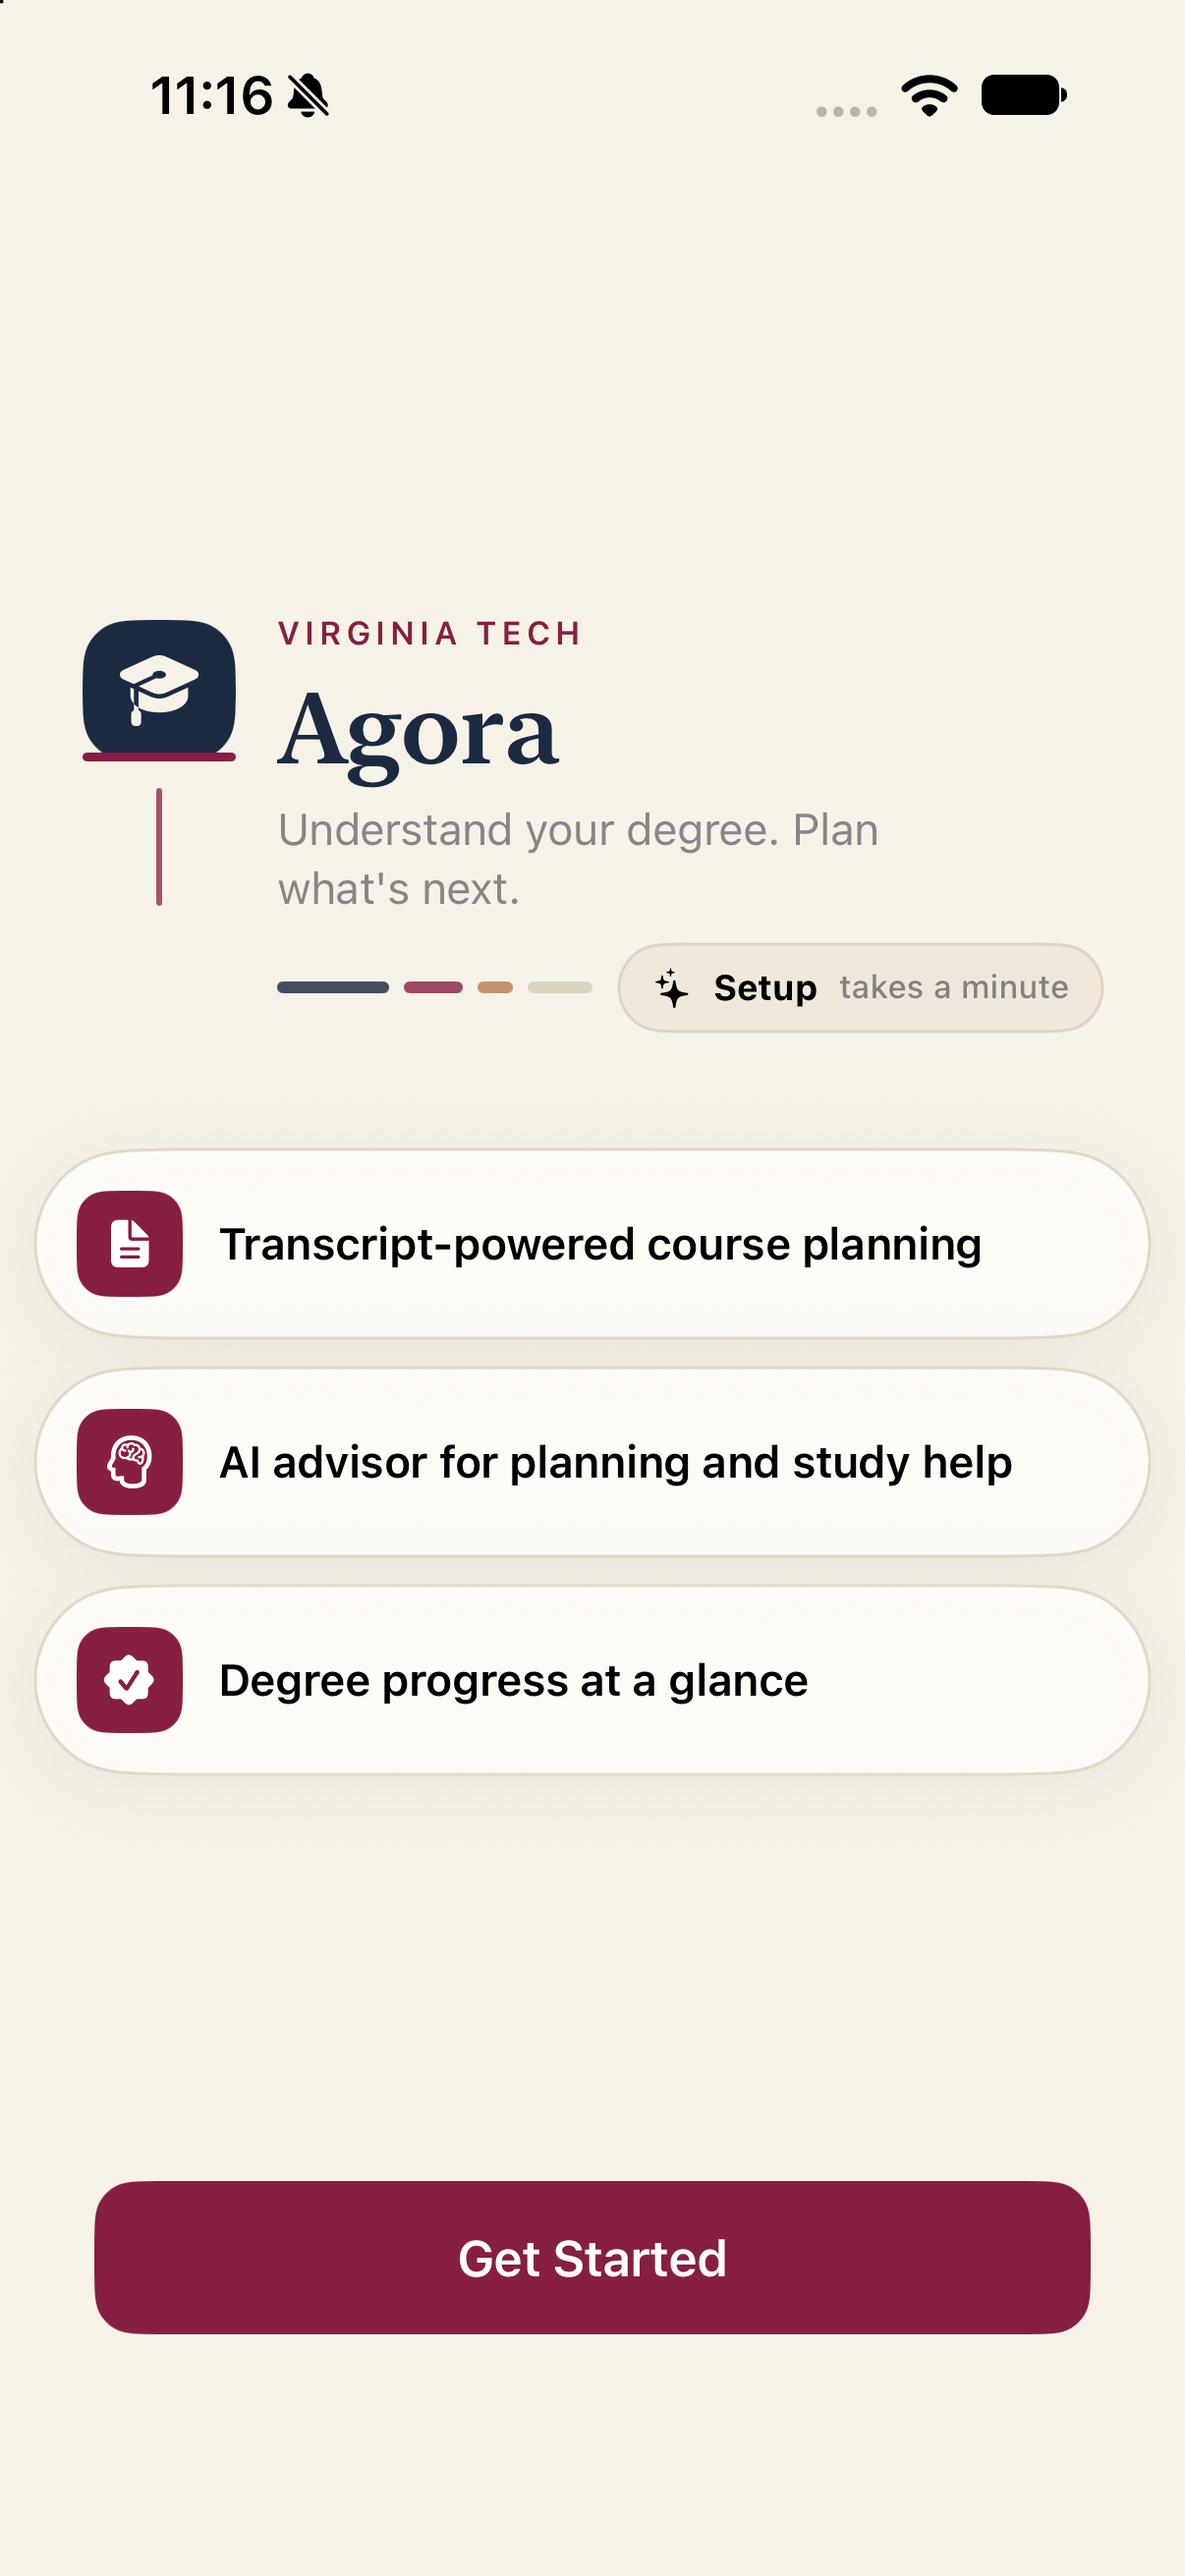 11:16
VIRGINIA TECH
Agora
Understand your degree. Plan
what's next.
Setup takes a minute
Transcript-powered course planning
AI advisor for planning and study help
Degree progress at a glance
Get Started